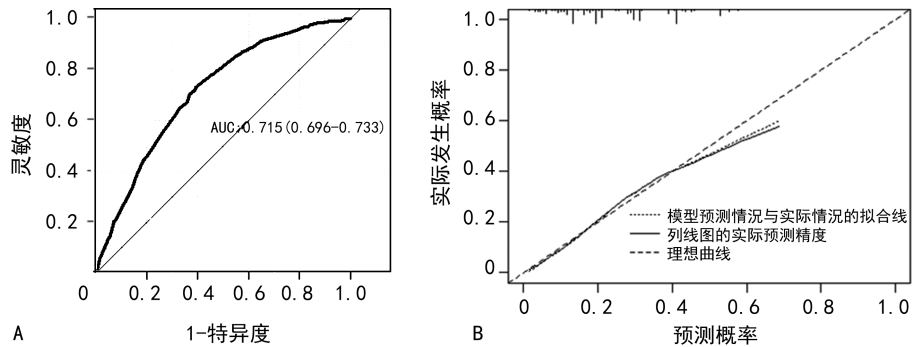 1.0
0.8
0.6
0.4
0.2
灵敏度
AUC:0.715(0.696-0.733)
0 0.2 0.4 0.6 0.8 1.0
1-特异度
A
1.0
0.8
0.6
0.4
0.2
0
实际发生概率
模型预测情况与实际情况的拟合线
列线图的实际预测精度
理想曲线
0 0.2 0.4 0.6 0.8 1.0
预测概率
B